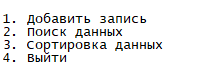 1. Добавить запись
2. Поиск данных
3. Сортировка данных
4. Выйти